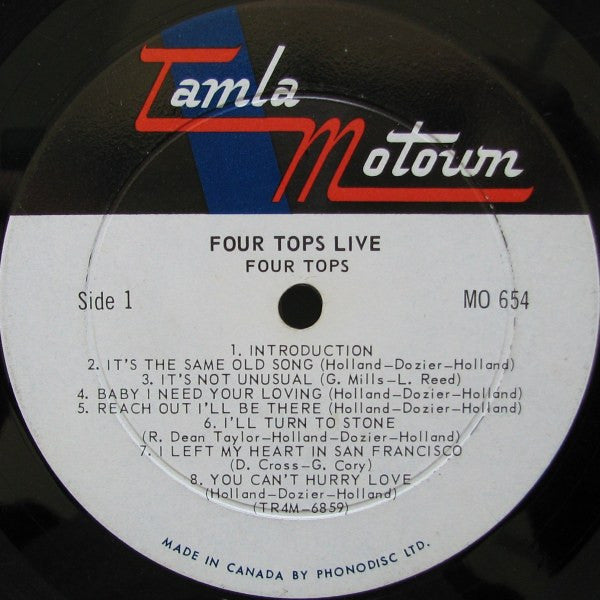 Tamla
Motown
FOUR TOPS LIVE
FOUR TOPS
Side 1
MO 654
1. INTRODUCTION
2. IT'S THE SAME OLD SONG (Holland-Dozier-Holland)
3. IT'S NOT UNUSUAL (G. Mills-L. Reed)
4. BABY I NEED YOUR LOVING (Holland-Dozier-Holland)
5. REACH OUT I'LL BE THERE (Holland-Dozier-Holland)
6. I'LL TURN TO STONE
(R. Dean Taylor-Holland-Dozier-Holland)
7. I LEFT MY HEART IN SAN FRANCISCO
(D. Cross-G. Cory)
8. YOU CAN'T HURRY LOVE
(Holland-Dozier-Holland)
(TR4M-6859)
MADE IN CANADA BY PHONODISC LTD.